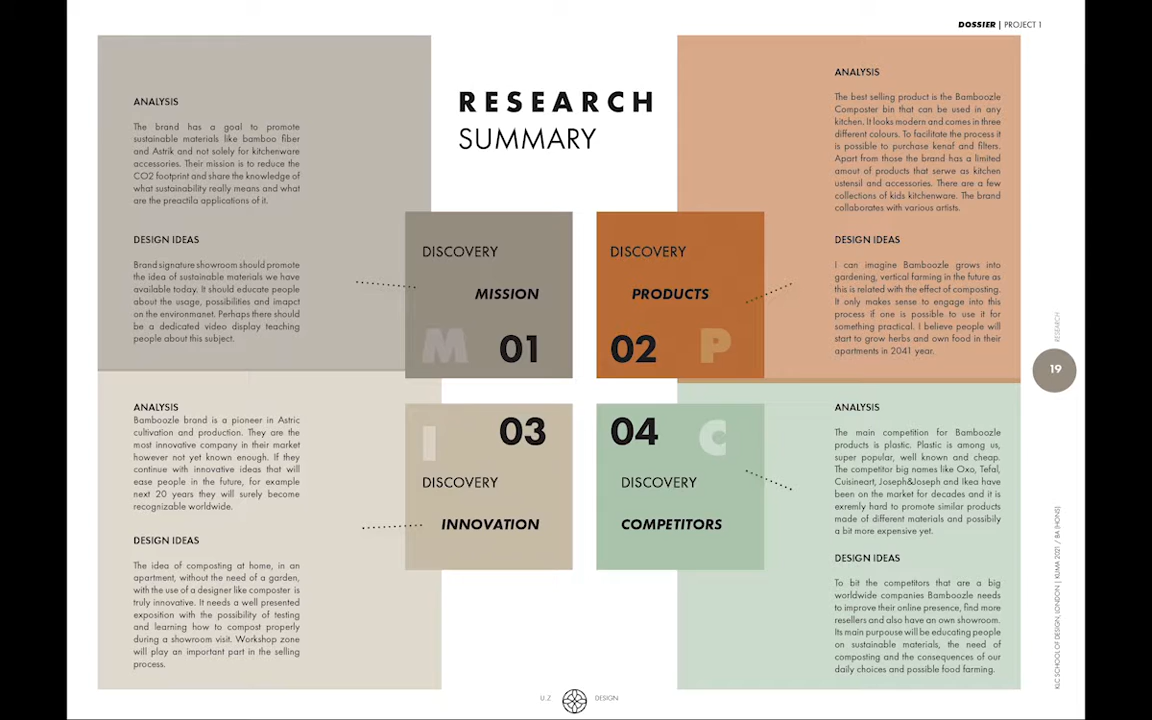 DOSSIER | PROJECT 1
RESEARCH
SUMMARY
ANALYSIS
The brand has a goal to promote
sustainable materials like bamboo fiber
and Astrik and not solely for kitchenware
accessories. Their mission is to reduce the
CO2 footprint and share the knowledge of
what sustainability really means and what
are the preactila applications of it.
DESIGN IDEAS
Brand signature showroom should promote
the idea of sustainable materials we have
available today. It should educate people
about the usage, possibilities and imapct
on the environmanet. Perhaps there should
be a dedicated video display teaching
people about this subject.
DISCOVERY
MISSION
M 01
DISCOVERY
PRODUCTS
02 P
ANALYSIS
The best selling product is the Bamboozle
Composter bin that can be used in any
kitchen. It looks modern and comes in three
different colours. To facilitate the process it
is possible to purchase kenaf and filters.
Apart from those the brand has a limited
amout of products that serwe as kitchen
ustensil and accessories. There are a few
collections of kids kitchenware. The brand
collaborates with various artists.
DESIGN IDEAS
I can imagine Bamboozle grows into
gardening, vertical farming in the future as
this is related with the effect of composting.
It only makes sense to engage into this
process if one is possible to use it for
something practical. I believe people will
start to grow herbs and own food in their
apartments in 2041 year.
ANALYSIS
Bamboozle brand is a pioneer in Astric
cultivation and production. They are the
most innovative company in their market
however not yet known enough. If they
continue with innovative ideas that will
ease people in the future, for example
next 20 years they will surely become
recognizable worldwide.
DESIGN IDEAS
The idea of composting at home, in an
apartment, without the need of a garden,
with the use of a designer like composter is
truly innovative. It needs a well presented
exposition with the possibility of testing
and learning how to compost properly
during a showroom visit. Workshop zone
will play an important part in the selling
process.
I 03
DISCOVERY
INNOVATION
04 C
DISCOVERY
COMPETITORS
ANALYSIS
The main competition for Bamboozle
products is plastic. Plastic is among us,
super popular, well known and cheap.
The competitor big names like Oxo, Tefal,
Cuisineart, Joseph&Joseph and Ikea have
been on the market for decades and it is
exremly hard to promote similar products
made of different materials and possibily
a bit more expensive yet.
DESIGN IDEAS
To bit the competitors that are a big
worldwide companies Bamboozle needs
to improve their online presence, find more
resellers and also have an own showroom.
Its main purpouse will be educating people
on sustainable materials, the need of
composting and the consequences of our
daily choices and possible food farming.
RESEARCH
19
KLC SCHOOL OF DESIGN, LONDON | KLIMA 2021 / BA (HONS)
U.Z DESIGN